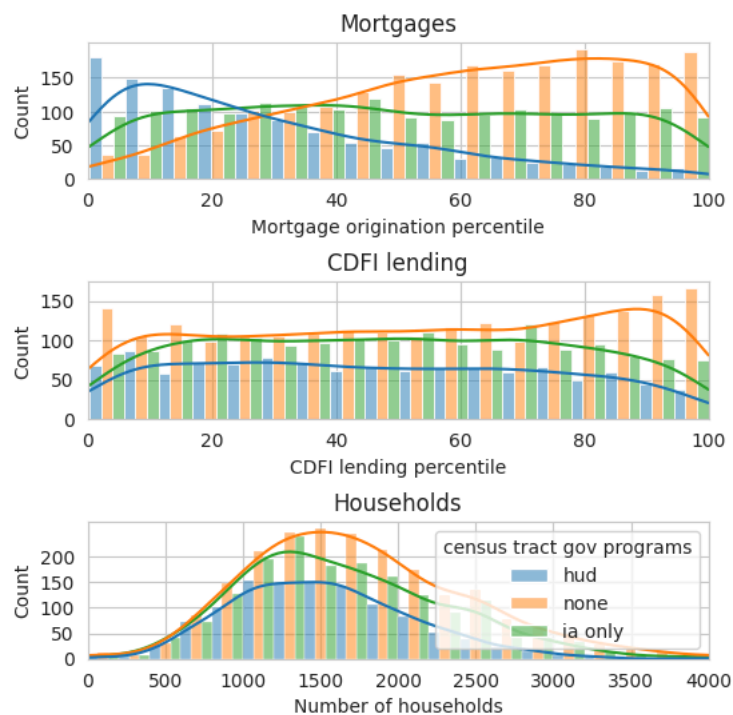 Mortgages
150
100
50
0
Count
0 20 40 60 80 100
Mortgage origination percentile
CDFI lending
150
100
50
0
Count
0 20 40 60 80 100
CDFI lending percentile
Households
200
150
100
50
0
Count
census tract gov programs
hud
none
ia only
0 500 1000 1500 2000 2500 3000 3500 4000
Number of households